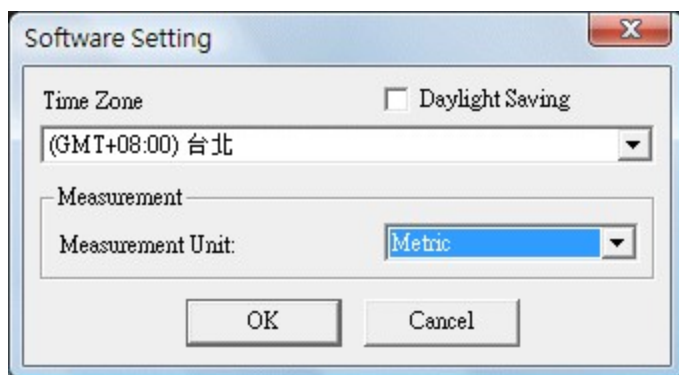 Software Setting
Time Zone
Daylight Saving
(GMT+08:00) 台北
Measurement
Measurement Unit:
Metric
OK
Cancel